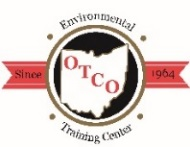 Environmental
Since
OTCO
1964
Training Center